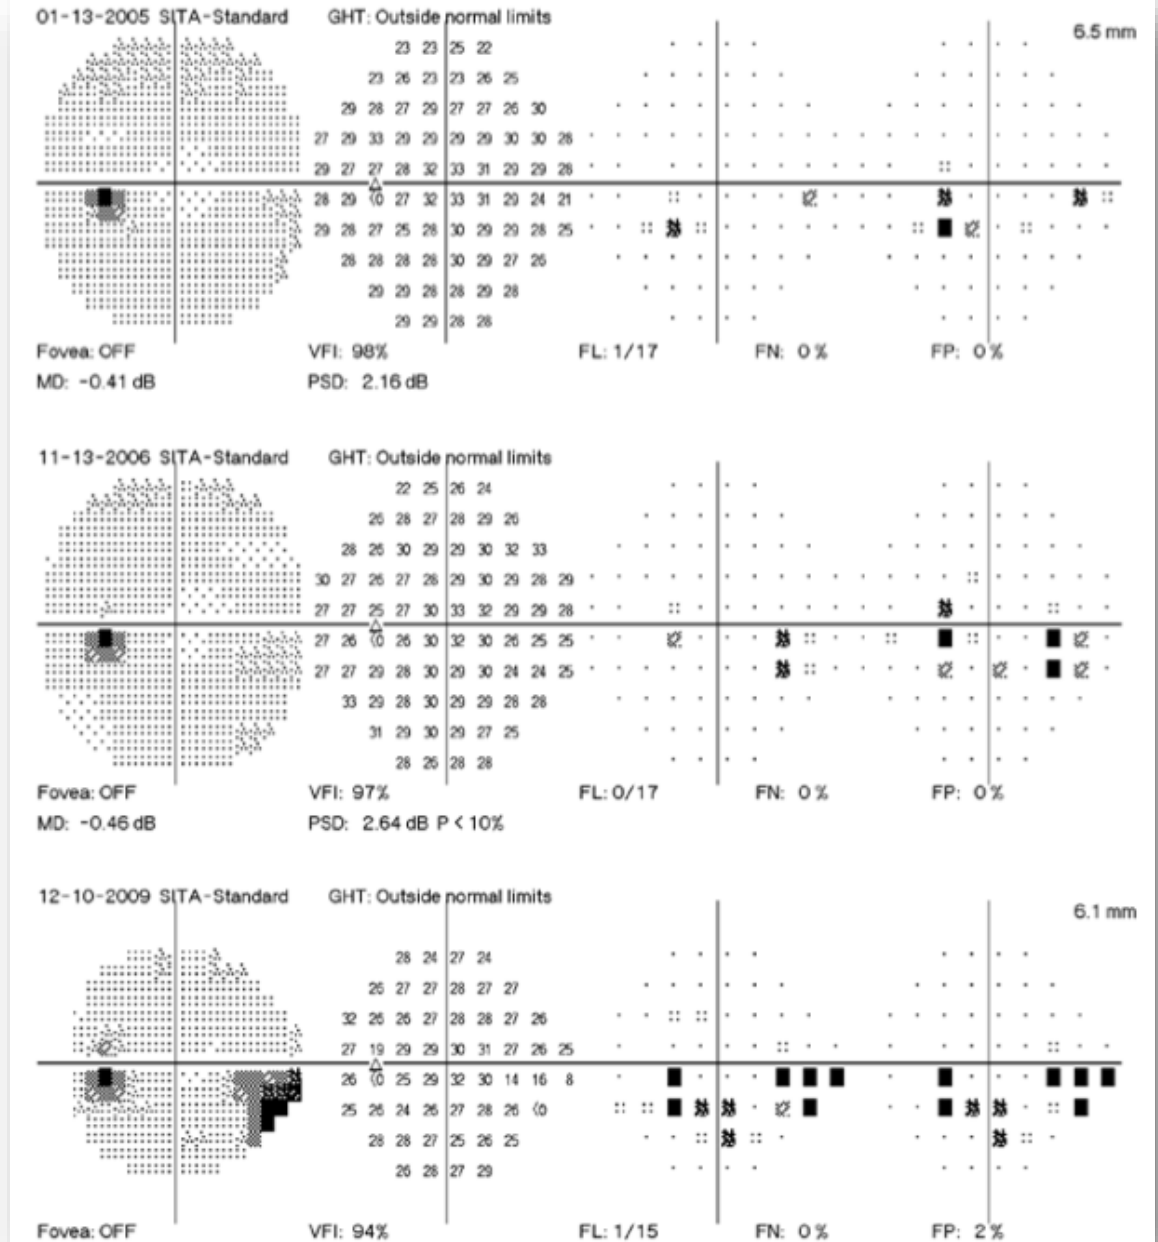 01-13-2005 SITA-Standard GHT: Outside normal limits
6.5 mm
23 23 25 22
23 26 23 23 26 25
29 28 27 29 27 27 26 30
27 29 33 29 29 29 29 30 30 28
29 27 27 28 32 33 31 29 29 28
28 29 <0 27 32 33 31 29 24 21
29 28 27 25 28 30 29 29 28 25
28 28 28 28 30 29 27 26
29 29 28 28 29 28
29 29 28 28
Fovea: OFF VFI: 98% FL: 1/17 FN: 0% FP: 0%
MD: -0.41 dB PSD: 2.16 dB
11-13-2006 SITA-Standard GHT: Outside normal limits
22 25 26 24
26 28 27 28 29 26
28 26 30 29 29 30 32 33
30 27 26 27 28 29 30 29 28 29
27 27 25 27 30 33 32 29 29 28
27 26 <0 26 30 32 30 26 25 25
27 27 29 28 30 29 30 24 24 25
33 29 28 30 29 29 28 28
31 29 30 29 27 25
28 26 28 28
Fovea: OFF VFI: 97% FL: 0/17 FN: 0% FP: 0%
MD: -0.46 dB PSD: 2.64 dB P < 10%
12-10-2009 SITA-Standard GHT: Outside normal limits
6.1 mm
28 24 27 24
26 27 27 28 27 27
32 26 26 27 28 28 27 26
27 19 29 29 30 31 27 26 25
26 <0 25 29 32 30 14 16 8
25 26 24 26 27 28 26 <0
28 28 27 25 26 25
26 28 27 29
Fovea: OFF VFI: 94% FL: 1/15 FN: 0% FP: 2%